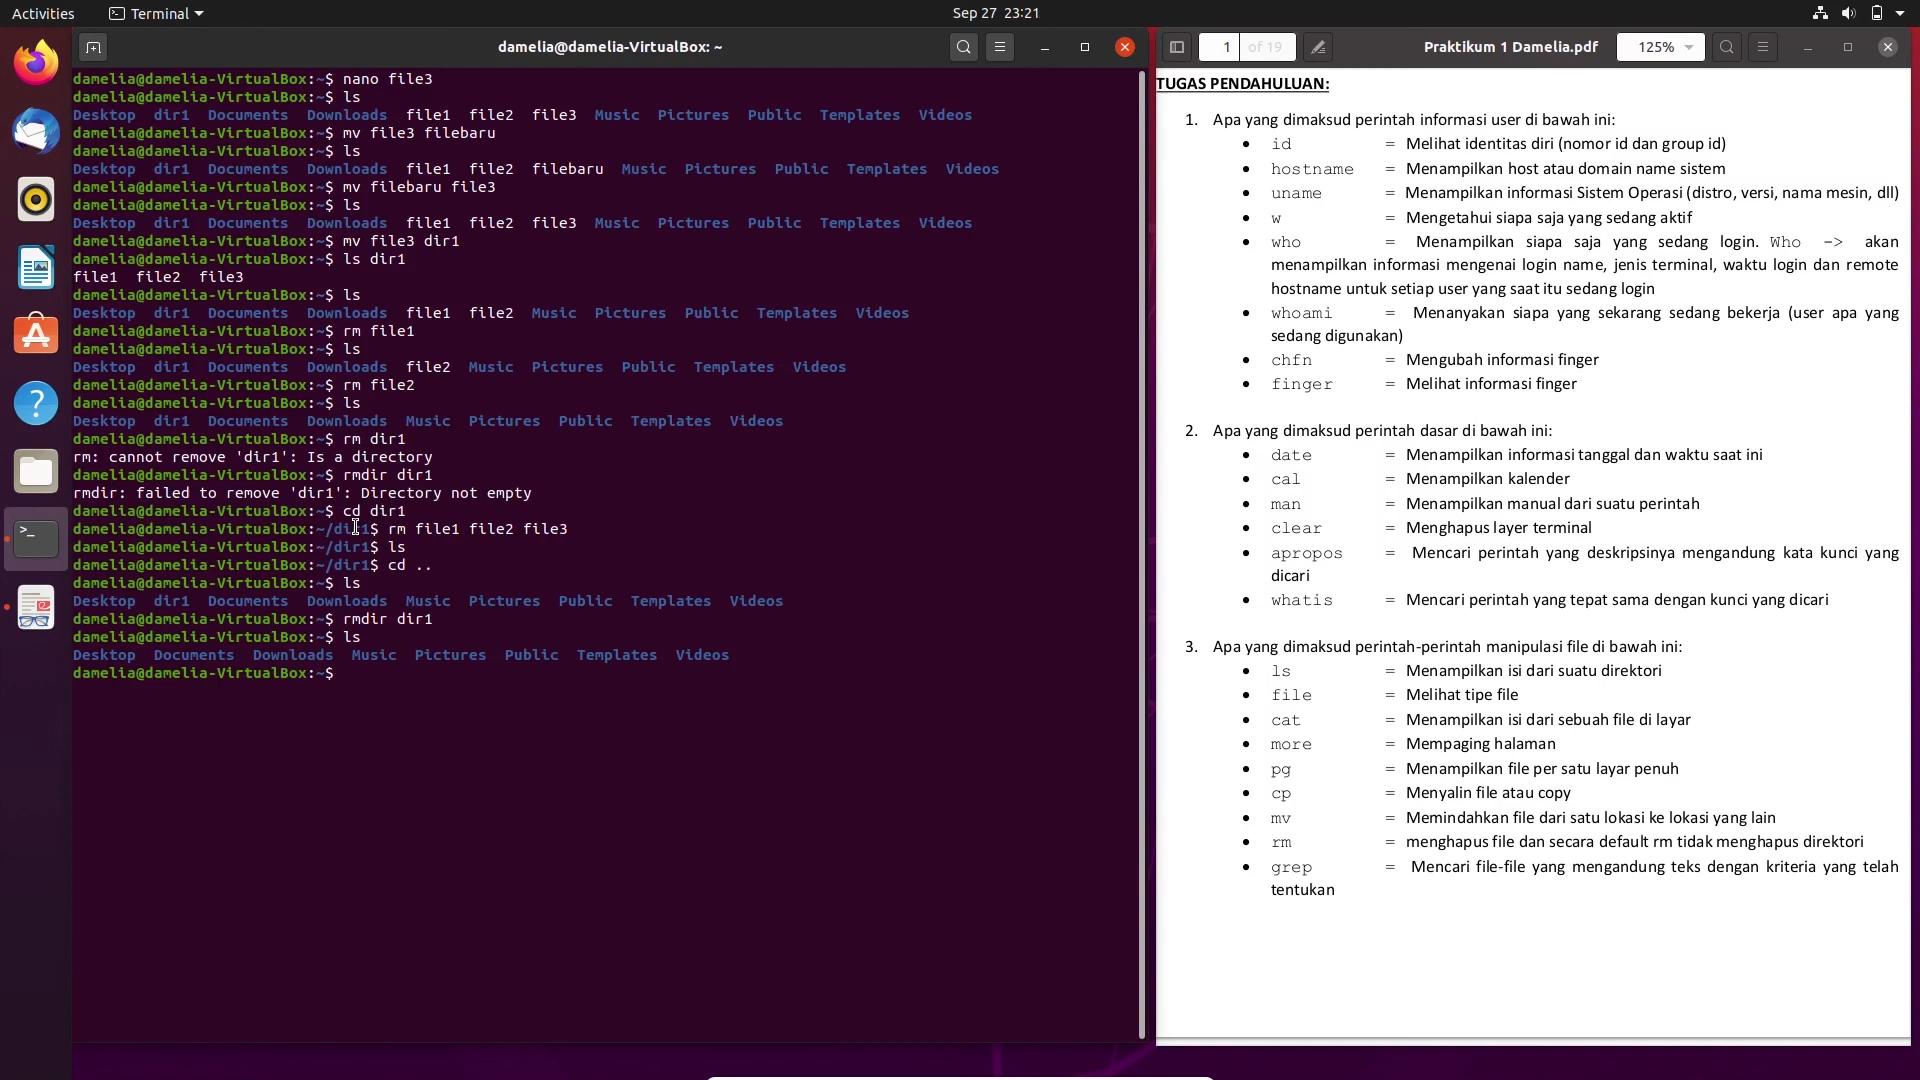 Activities
Terminal
Sep 27 23:21
damelia@damelia-VirtualBox: ~
damelia@damelia-VirtualBox:~$ nano file3
damelia@damelia-VirtualBox:~$ ls
Desktop dir1 Documents Downloads file1 file2 file3 Music Pictures Public Templates Videos
damelia@damelia-VirtualBox:~$ mv file3 filebaru
damelia@damelia-VirtualBox:~$ ls
Desktop dir1 Documents Downloads file1 file2 filebaru Music Pictures Public Templates Videos
damelia@damelia-VirtualBox:~$ mv filebaru file3
damelia@damelia-VirtualBox:~$ ls
Desktop dir1 Documents Downloads file1 file2 file3 Music Pictures Public Templates Videos
damelia@damelia-VirtualBox:~$ mv file3 dir1
damelia@damelia-VirtualBox:~$ ls dir1
file1 file2 file3
damelia@damelia-VirtualBox:~$ ls
Desktop dir1 Documents Downloads file1 file2 Music Pictures Public Templates Videos
damelia@damelia-VirtualBox:~$ rm file1
damelia@damelia-VirtualBox:~$ ls
Desktop dir1 Documents Downloads file2 Music Pictures Public Templates Videos
damelia@damelia-VirtualBox:~$ rm file2
damelia@damelia-VirtualBox:~$ ls
Desktop dir1 Documents Downloads Music Pictures Public Templates Videos
damelia@damelia-VirtualBox:~$ rm dir1
rm: cannot remove 'dir1': Is a directory
damelia@damelia-VirtualBox:~$ rmdir dir1
rmdir: failed to remove 'dir1': Directory not empty
damelia@damelia-VirtualBox:~$ cd dir1
damelia@damelia-VirtualBox:~/dir1$ rm file1 file2 file3
damelia@damelia-VirtualBox:~/dir1$ ls
damelia@damelia-VirtualBox:~/dir1$ cd ..
damelia@damelia-VirtualBox:~$ ls
Desktop dir1 Documents Downloads Music Pictures Public Templates Videos
damelia@damelia-VirtualBox:~$ rmdir dir1
damelia@damelia-VirtualBox:~$ ls
Desktop Documents Downloads Music Pictures Public Templates Videos
damelia@damelia-VirtualBox:~$
1 of 19
Praktikum 1 Damelia.pdf
125%
TUGAS PENDAHULUAN:
1. Apa yang dimaksud perintah informasi user di bawah ini:
• id = Melihat identitas diri (nomor id dan group id)
• hostname = Menampilkan host atau domain name sistem
• uname = Menampilkan informasi Sistem Operasi (distro, versi, nama mesin, dll)
• w = Mengetahui siapa saja yang sedang aktif
• who = Menampilkan siapa saja yang sedang login. Who -> akan
menampilkan informasi mengenai login name, jenis terminal, waktu login dan remote
hostname untuk setiap user yang saat itu sedang login
• whoami = Menanyakan siapa yang sekarang sedang bekerja (user apa yang
sedang digunakan)
• chfn = Mengubah informasi finger
• finger = Melihat informasi finger
2. Apa yang dimaksud perintah dasar di bawah ini:
• date = Menampilkan informasi tanggal dan waktu saat ini
• cal = Menampilkan kalender
• man = Menampilkan manual dari suatu perintah
• clear = Menghapus layer terminal
• apropos = Mencari perintah yang deskripsinya mengandung kata kunci yang
dicari
• whatis = Mencari perintah yang tepat sama dengan kunci yang dicari
3. Apa yang dimaksud perintah-perintah manipulasi file di bawah ini:
• ls = Menampilkan isi dari suatu direktori
• file = Melihat tipe file
• cat = Menampilkan isi dari sebuah file di layar
• more = Mempaging halaman
• pg = Menampilkan file per satu layar penuh
• cp = Menyalin file atau copy
• mv = Memindahkan file dari satu lokasi ke lokasi yang lain
• rm = menghapus file dan secara default rm tidak menghapus direktori
• grep = Mencari file-file yang mengandung teks dengan kriteria yang telah
tentukan